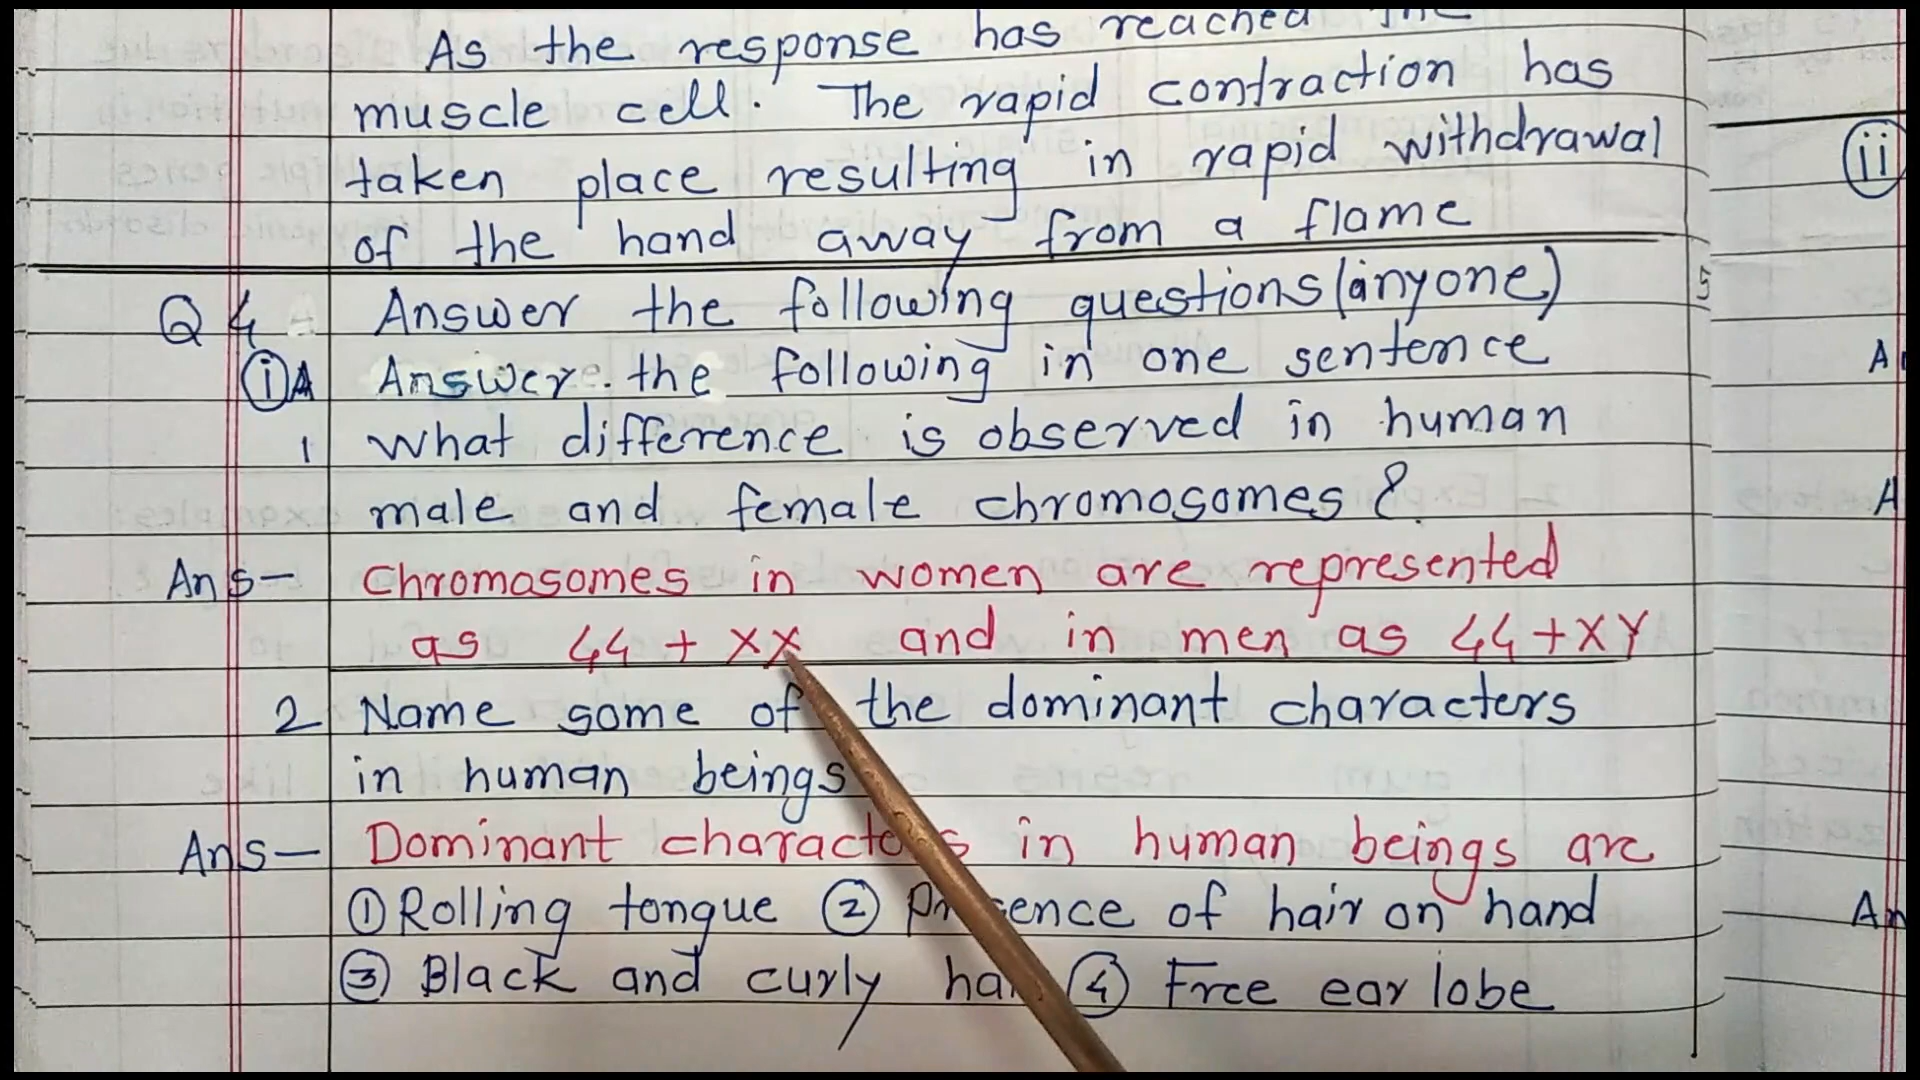 As the response has reached the
muscle cell. The rapid contraction has
taken place resulting in rapid withdrawal
of the hand away from a flame
Q 4 Answer the following questions (anyone) 5
(i) A Answer the following in one sentence
1 What difference is observed in human
male and female chromosomes?
Ans- Chromosomes in women are represented
as 44 + XX and in men as 44 + XY
2 Name some of the dominant characters
in human beings
Ans- Dominant characters in human beings are
① Rolling tongue ② Presence of hair on hand
③ Black and curly hair ④ Free ear lobe
(ii)